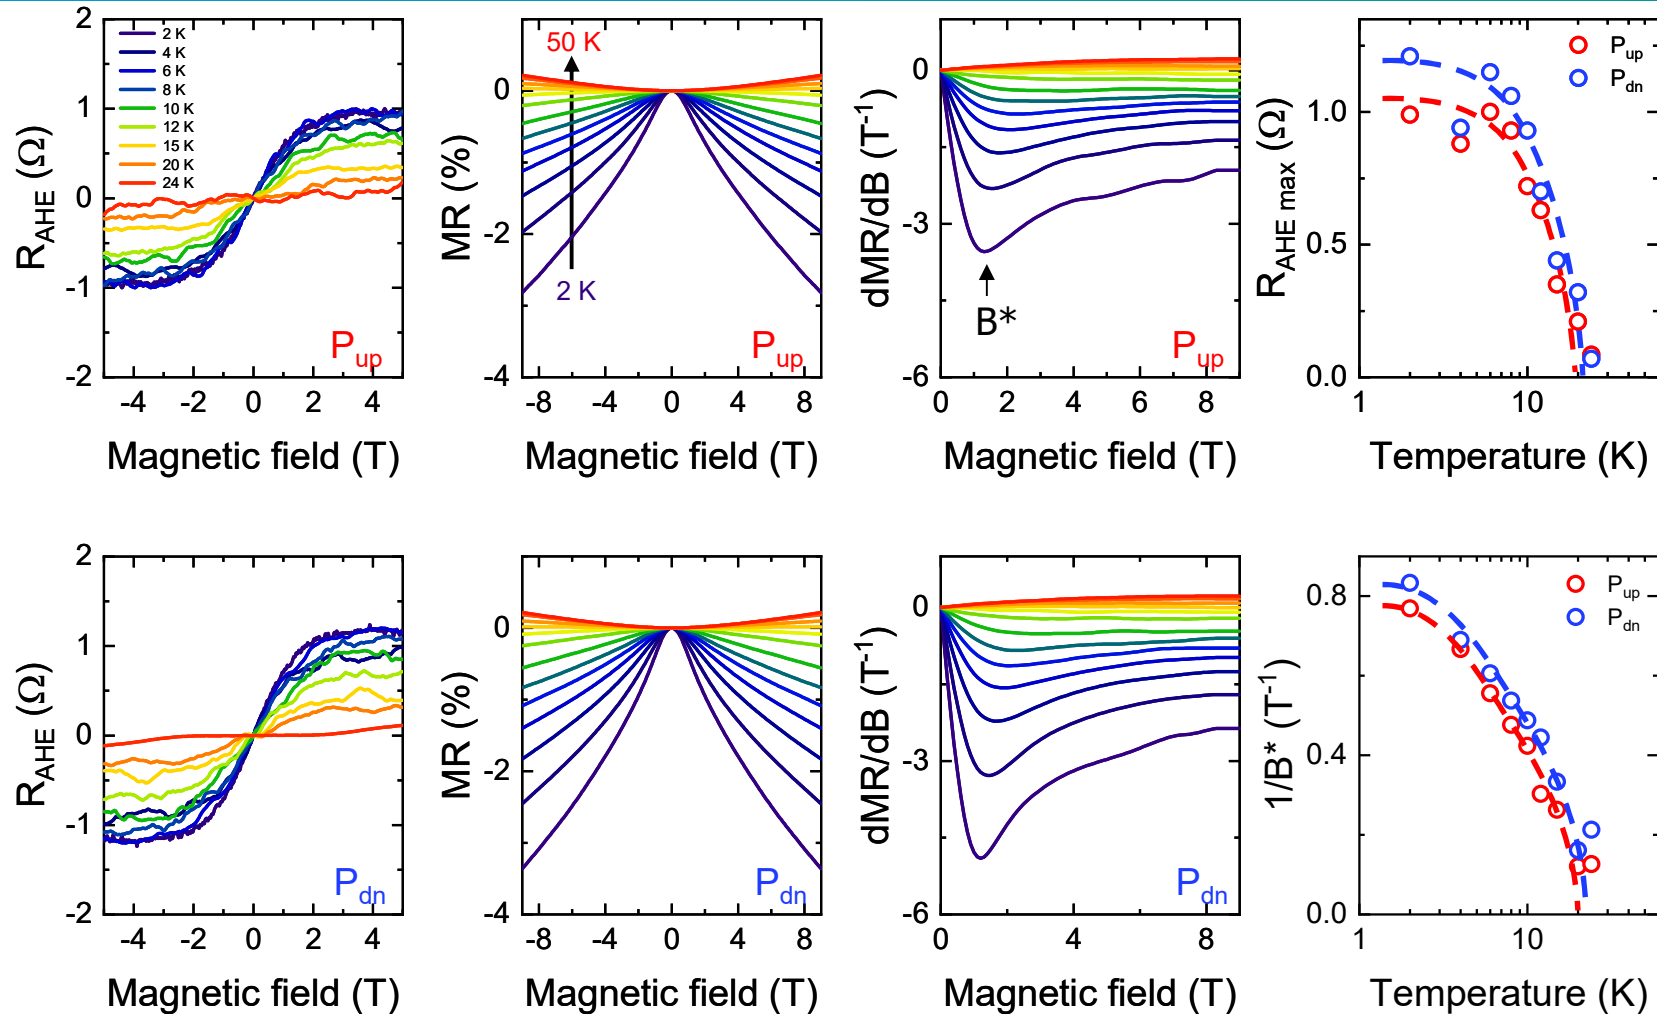 2
1
0
-1
-2
R_AHE (Ω)
2 K
4 K
6 K
8 K
10 K
12 K
15 K
20 K
24 K
P_up
-4 -2 0 2 4
Magnetic field (T)
0
-2
-4
MR (%)
50 K
2 K
P_up
-8 -4 0 4 8
Magnetic field (T)
0
-3
-6
dMR/dB (T⁻¹)
B*
P_up
0 2 4 6 8
Magnetic field (T)
1.0
0.5
0.0
R_AHE max (Ω)
P_up
P_dn
1 10
Temperature (K)
2
1
0
-1
-2
R_AHE (Ω)
P_dn
-4 -2 0 2 4
Magnetic field (T)
0
-2
-4
MR (%)
P_dn
-8 -4 0 4 8
Magnetic field (T)
0
-3
-6
dMR/dB (T⁻¹)
P_dn
0 4 8
Magnetic field (T)
0.8
0.4
0.0
1/B* (T⁻¹)
P_up
P_dn
1 10
Temperature (K)